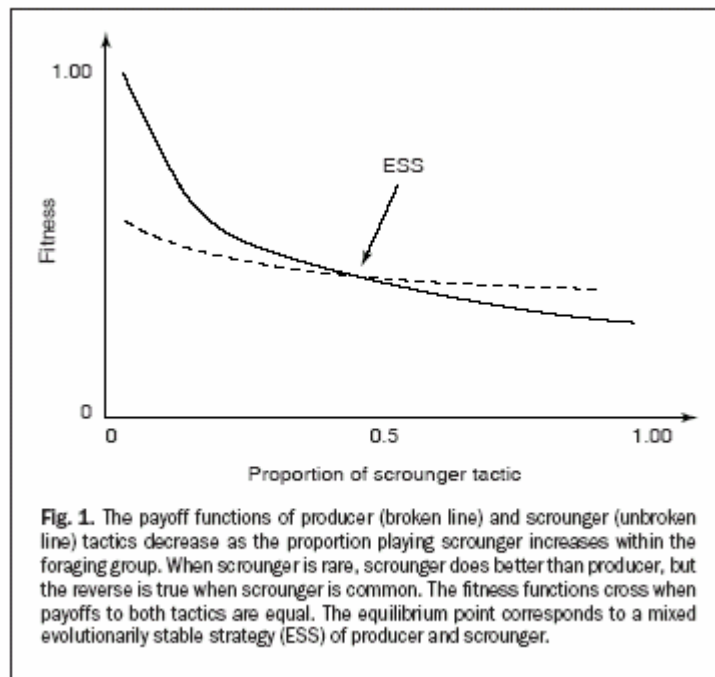 1.00
ESS
Fitness
0
0
0.5
1.00
Proportion of scrounger tactic
Fig. 1. The payoff functions of producer (broken line) and scrounger (unbroken
line) tactics decrease as the proportion playing scrounger increases within the
foraging group. When scrounger is rare, scrounger does better than producer, but
the reverse is true when scrounger is common. The fitness functions cross when
payoffs to both tactics are equal. The equilibrium point corresponds to a mixed
evolutionarily stable strategy (ESS) of producer and scrounger.